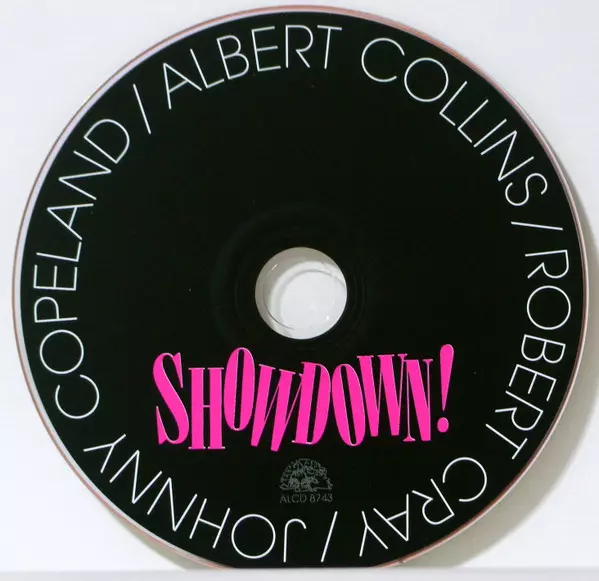 ALBERT COLLINS / ROBERT CRAY / JOHNNY COPELAND /
SHOWDOWN!
ALCD 8743